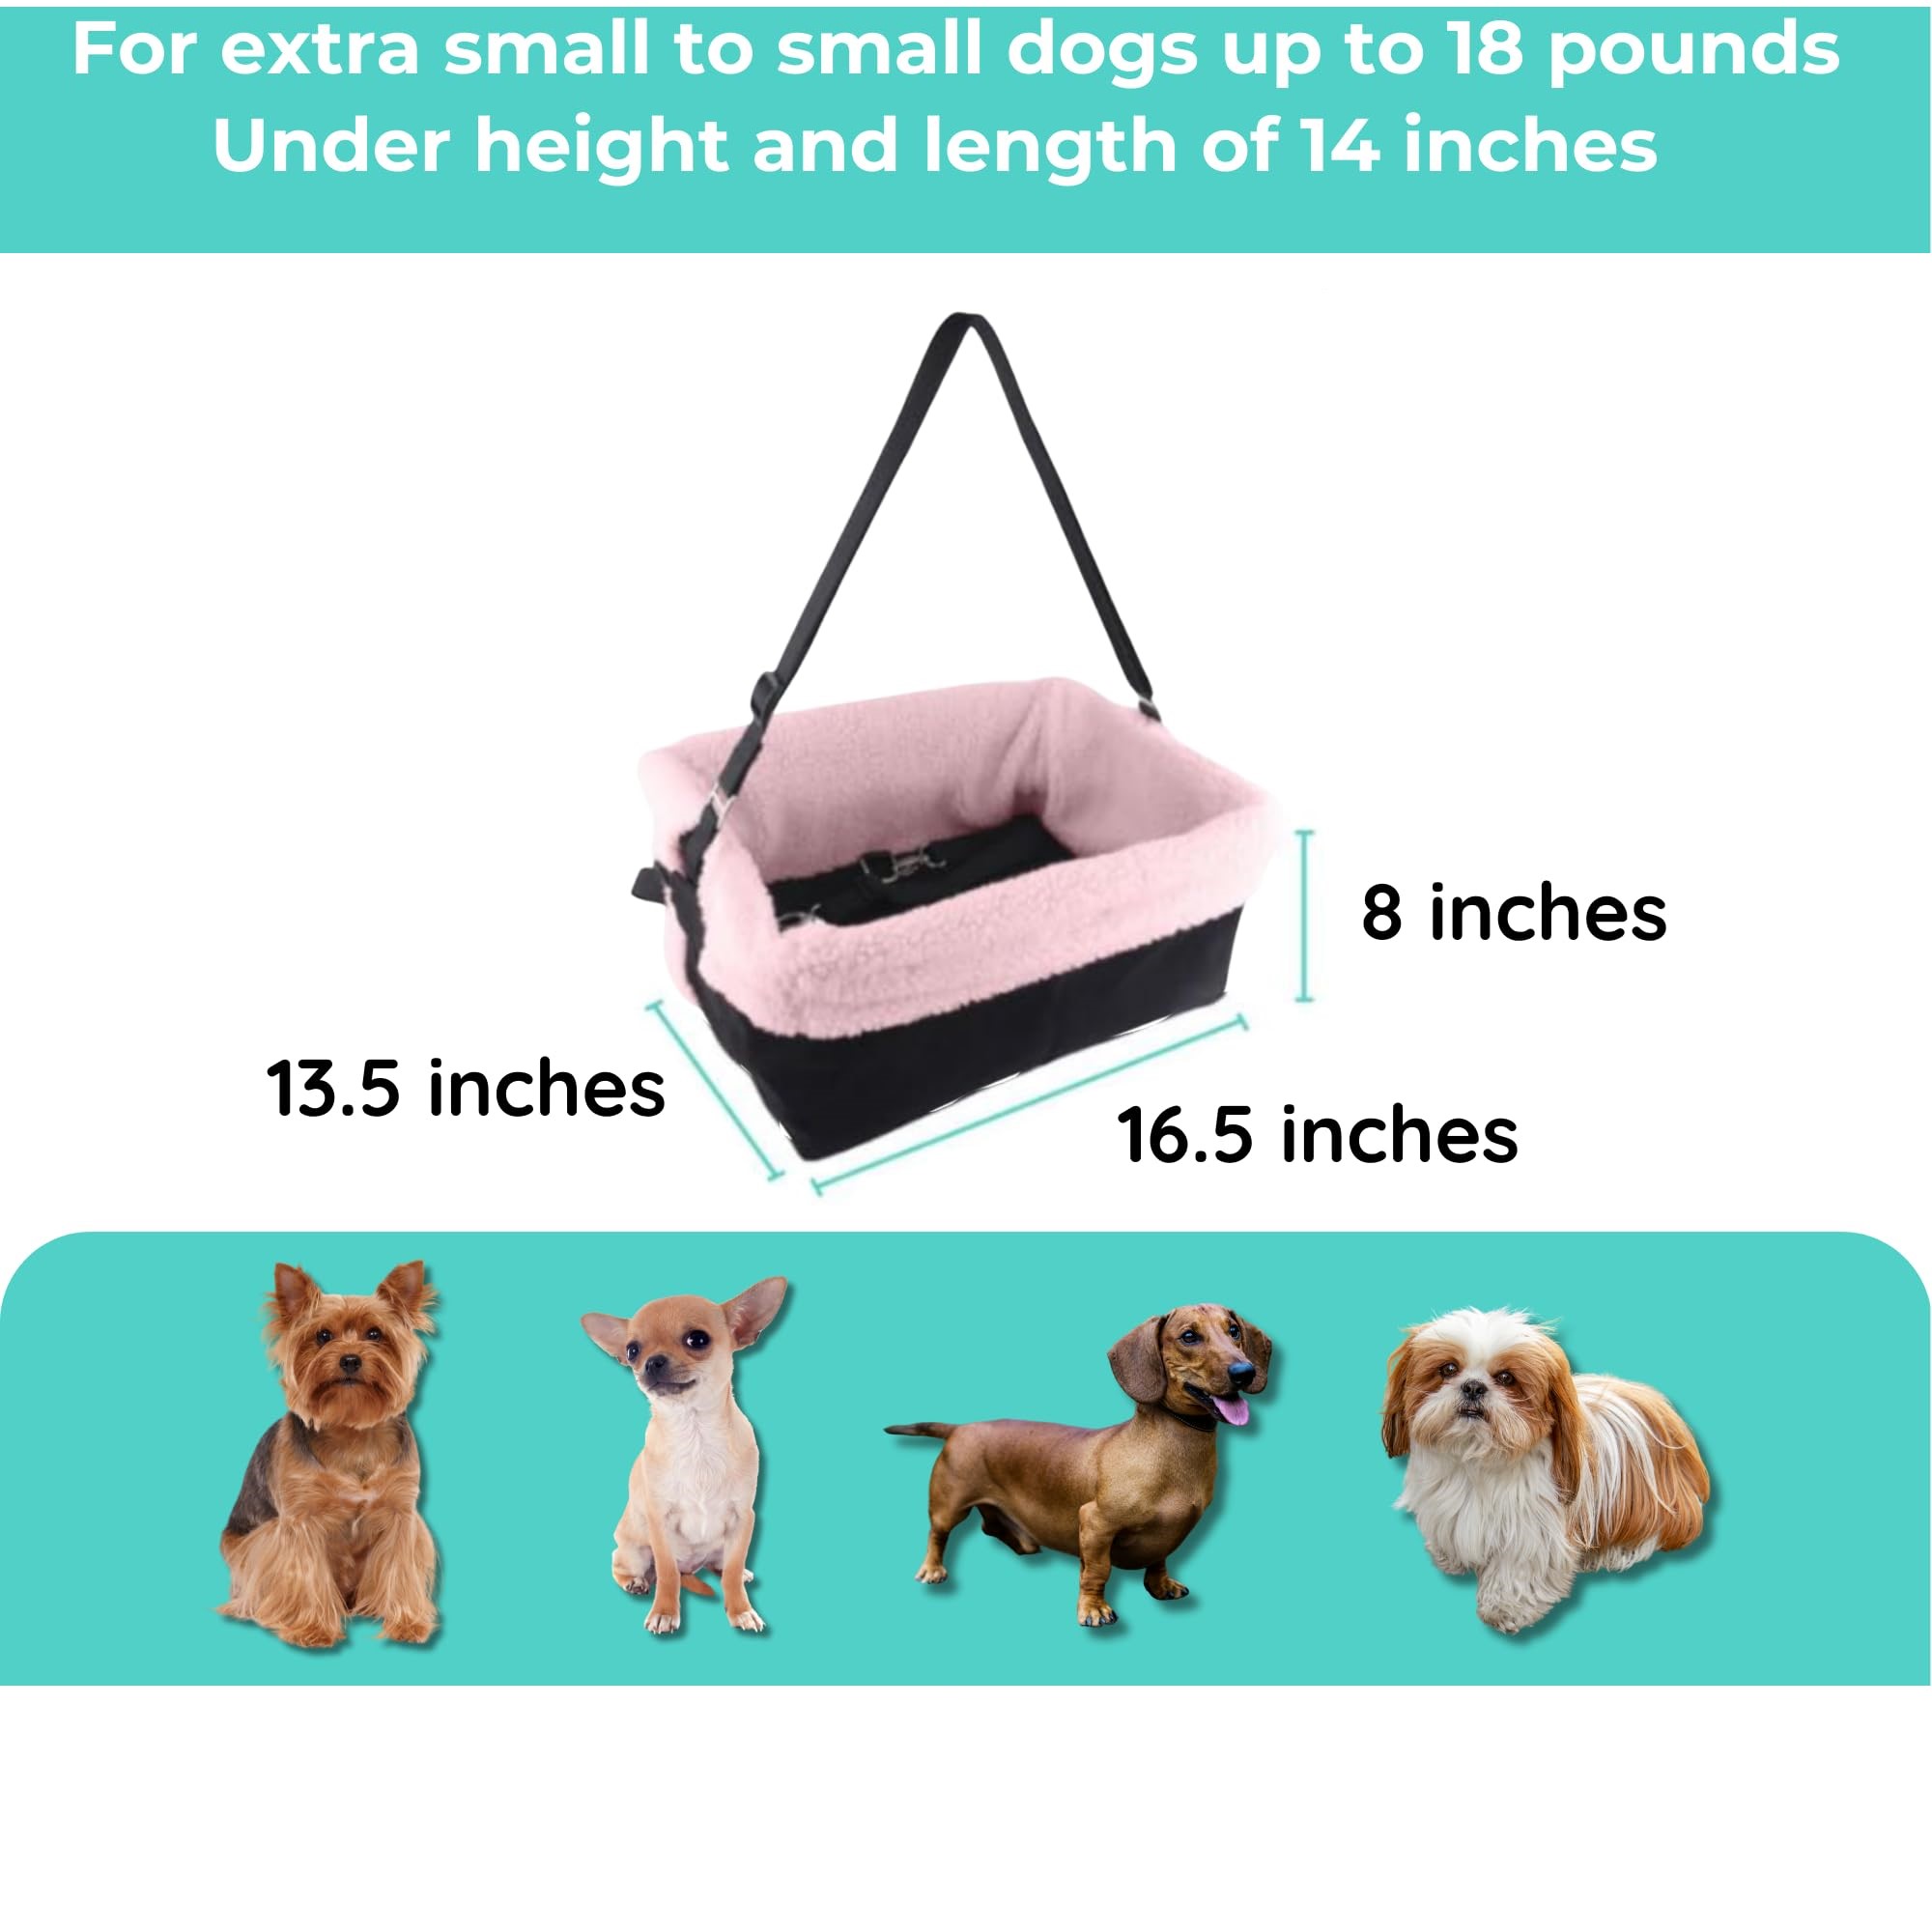 For extra small to small dogs up to 18 pounds
Under height and length of 14 inches
8 inches
13.5 inches
16.5 inches